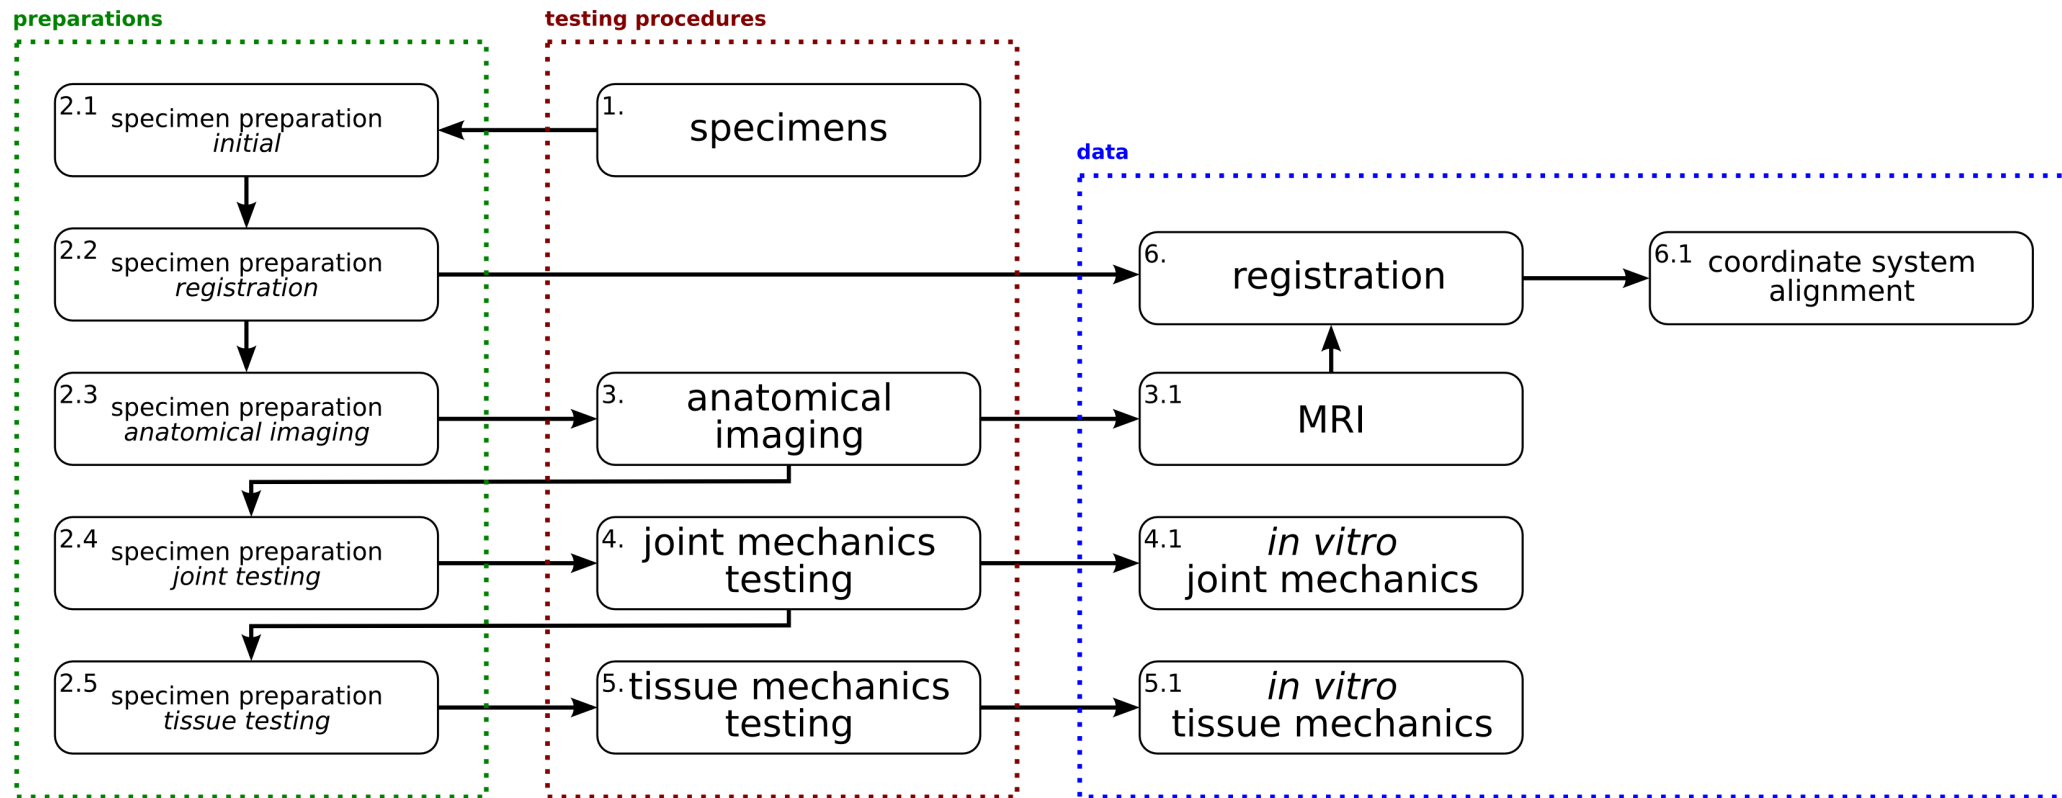 preparations
testing procedures
data
2.1
specimen preparation
initial
1.
specimens
2.2
specimen preparation
registration
6.
registration
6.1
coordinate system
alignment
2.3
specimen preparation
anatomical imaging
3.
anatomical
imaging
3.1
MRI
2.4
specimen preparation
joint testing
4.
joint mechanics
testing
4.1
in vitro
joint mechanics
2.5
specimen preparation
tissue testing
5.
tissue mechanics
testing
5.1
in vitro
tissue mechanics